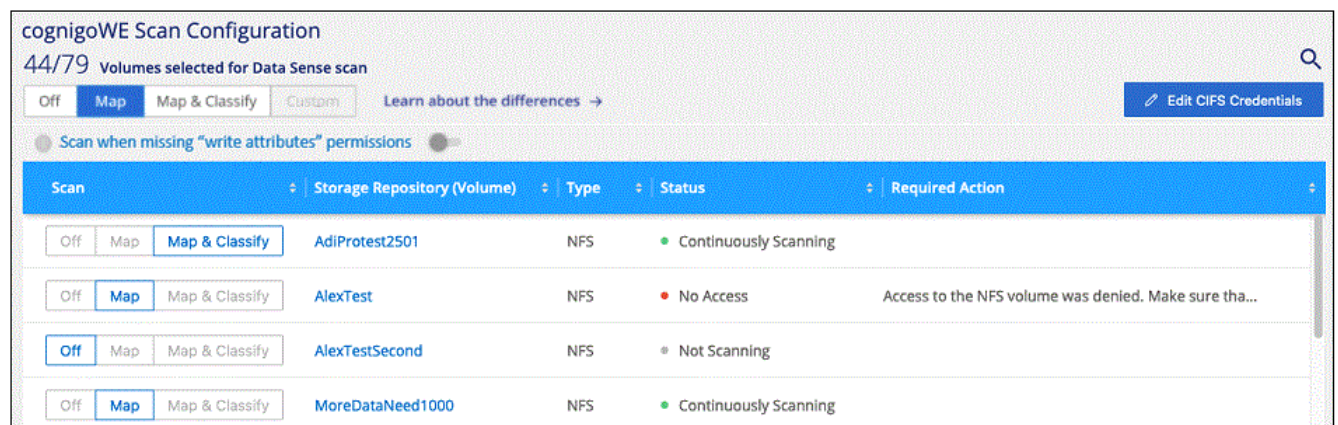 cognigoWE Scan Configuration
44/79 Volumes selected for Data Sense scan
Off Map Map & Classify Custom Learn about the differences → Edit CIFS Credentials
Scan when missing “write attributes” permissions
Scan Storage Repository (Volume) Type Status Required Action
Off Map Map & Classify AdiProtest2501 NFS Continuously Scanning
Off Map Map & Classify AlexTest NFS No Access Access to the NFS volume was denied. Make sure tha...
Off Map Map & Classify AlexTestSecond NFS Not Scanning
Off Map Map & Classify MoreDataNeed1000 NFS Continuously Scanning